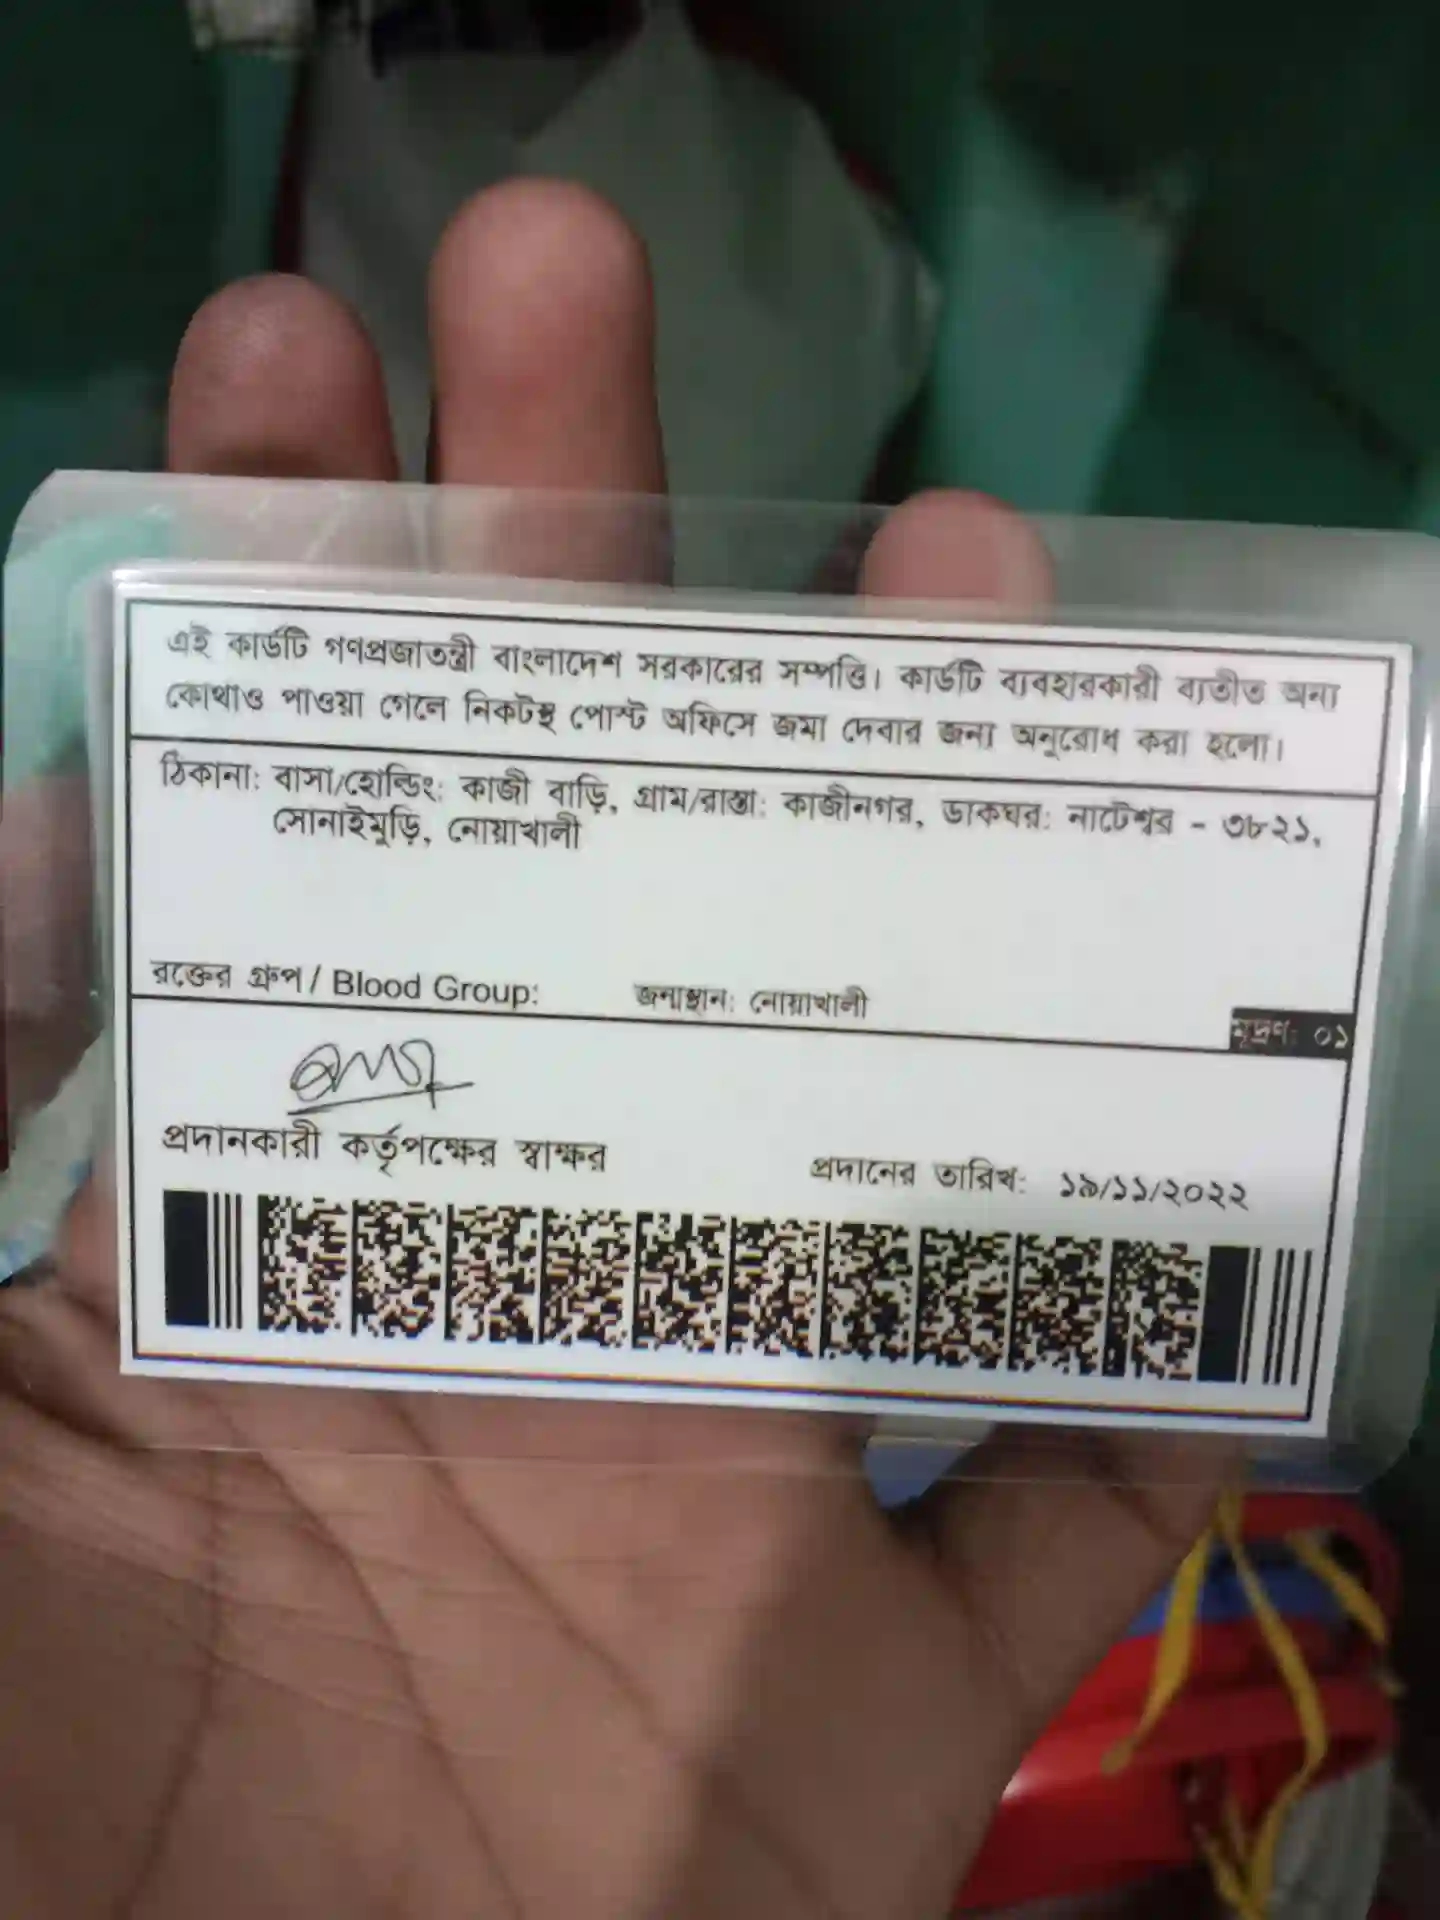 এই কার্ডটি গণপ্রজাতন্ত্রী বাংলাদেশ সরকারের সম্পত্তি। কার্ডটি ব্যবহারকারী ব্যতীত অন্য
কোথাও পাওয়া গেলে নিকটস্থ পোস্ট অফিসে জমা দেবার জন্য অনুরোধ করা হলো।
ঠিকানা: বাসা/হোল্ডিং: কাজী বাড়ি, গ্রাম/রাস্তা: কাজীনগর, ডাকঘর: নাটেশ্বর - ৩৮২১,
সোনাইমুড়ি, নোয়াখালী
রক্তের গ্রুপ / Blood Group: জন্মস্থান: নোয়াখালী
মূদ্রণ: ০১
প্রদানকারী কর্তৃপক্ষের স্বাক্ষর প্রদানের তারিখ: ১৯/১১/২০২২